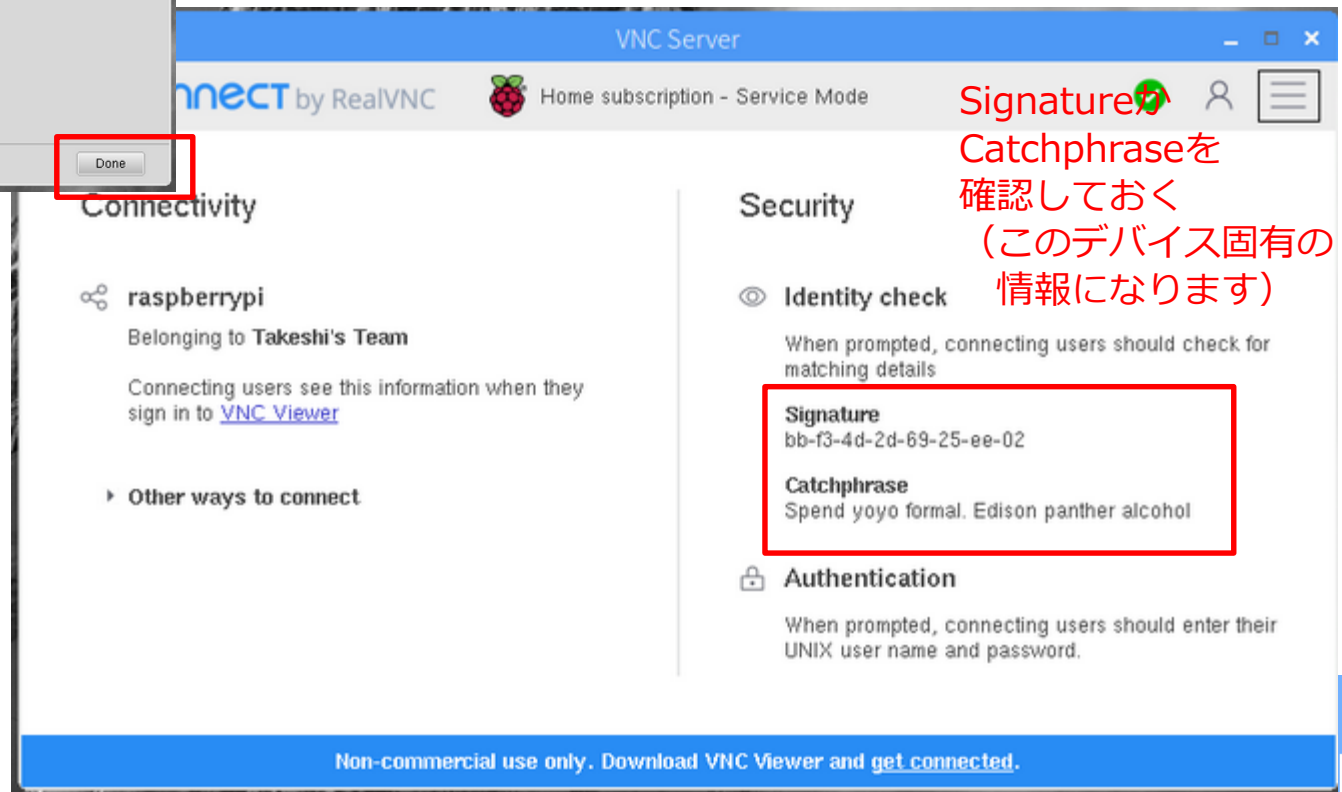 VNC Server
nnect by RealVNC
Home subscription - Service Mode
Signatureか
Catchphraseを
確認しておく
（このデバイス固有の
情報になります）
Done
Connectivity
raspberrypi
Belonging to Takeshi's Team
Connecting users see this information when they
sign in to VNC Viewer
Other ways to connect
Security
Identity check
When prompted, connecting users should check for
matching details
Signature
bb-f3-4d-2d-69-25-ee-02
Catchphrase
Spend yoyo formal. Edison panther alcohol
Authentication
When prompted, connecting users should enter their
UNIX user name and password.
Non-commercial use only. Download VNC Viewer and get connected.